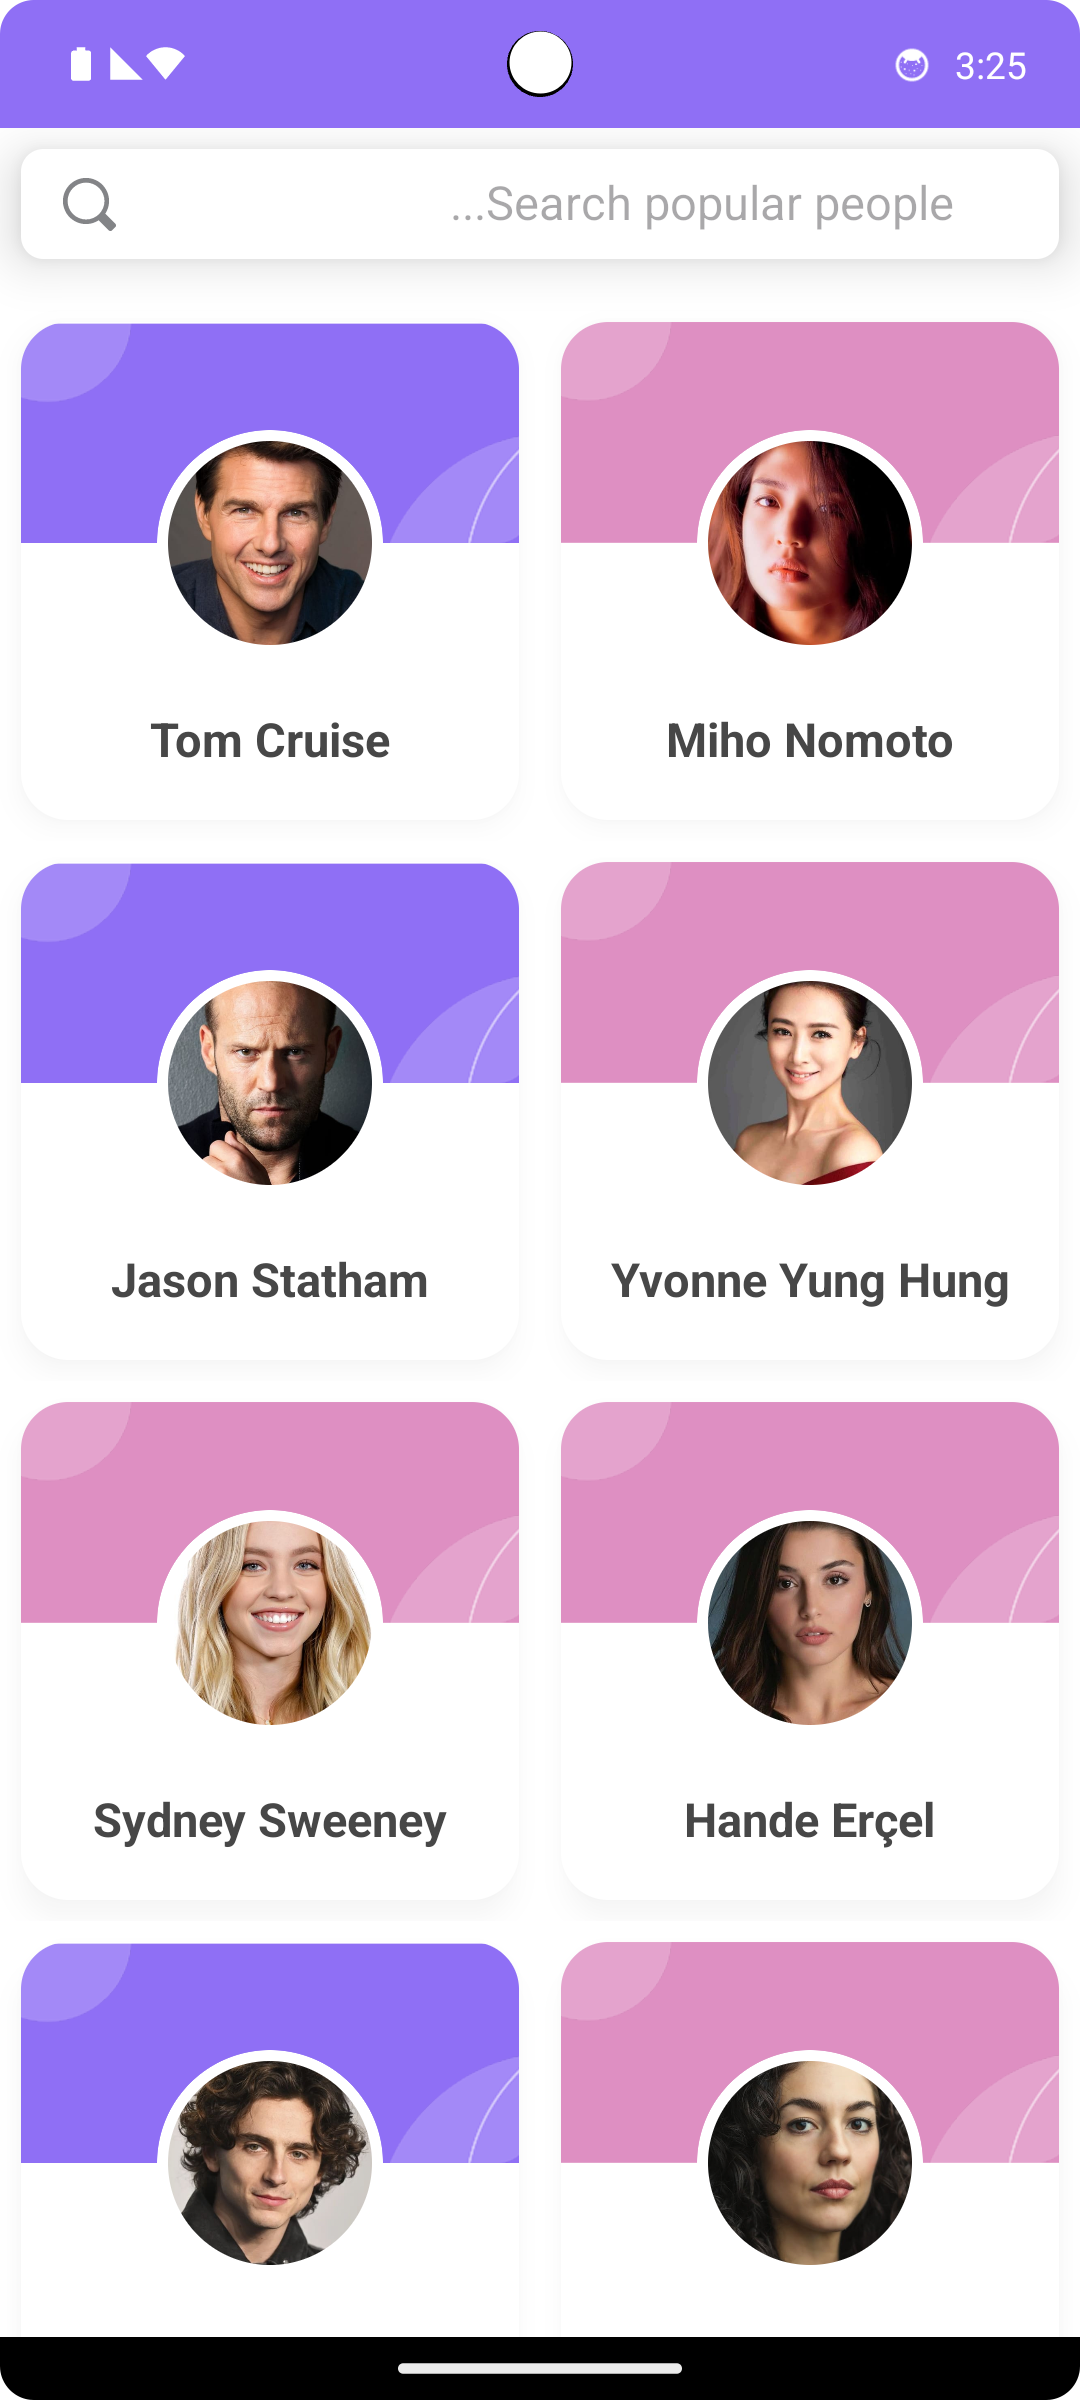 3:25
...Search popular people
Tom Cruise
Miho Nomoto
Jason Statham
Yvonne Yung Hung
Sydney Sweeney
Hande Erçel